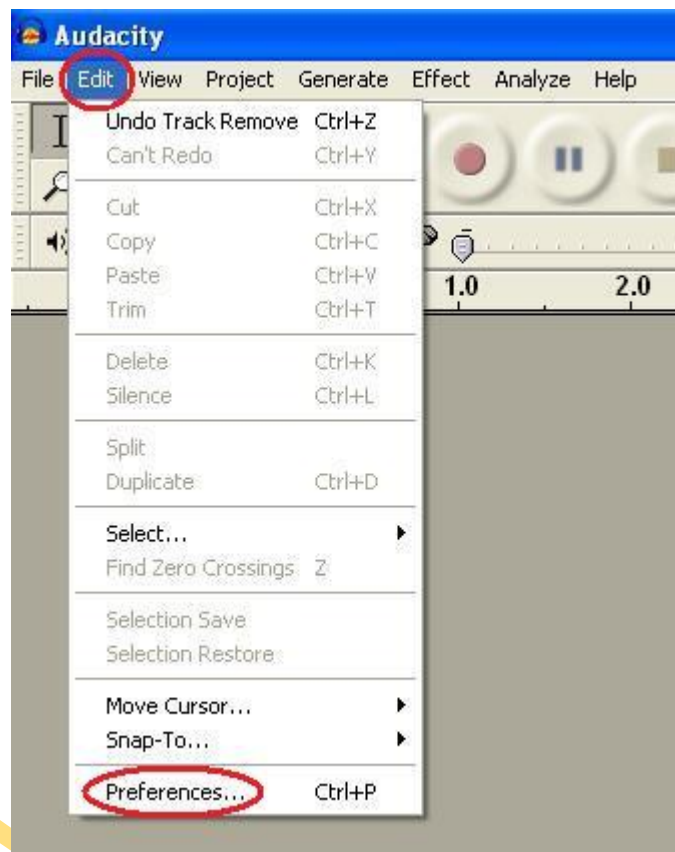 Audacity
File Edit View Project Generate Effect Analyze Help
Undo Track Remove Ctrl+Z
Can't Redo Ctrl+Y
Cut Ctrl+X
Copy Ctrl+C
Paste Ctrl+V
Trim Ctrl+T
1.0 2.0
Delete Ctrl+K
Silence Ctrl+L
Split
Duplicate Ctrl+D
Select...
Find Zero Crossings Z
Selection Save
Selection Restore
Move Cursor...
Snap-To...
Preferences... Ctrl+P